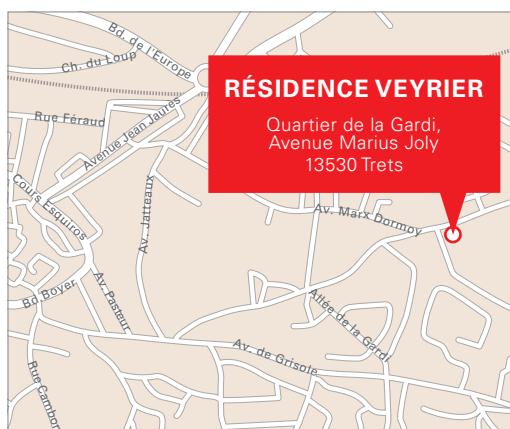 Bd. de l'Europe
Ch. du Loup
RÉSIDENCE VEYRIER
Quartier de la Gardi,
Avenue Marius Joly
13530 Trets
Rue Féraud
Avenue Jean Jaurès
Cours Esquiros
Av. Jatteaux
Av. Marx Dormoy
Bd. Boyer
Av. Pasteur
Allée de la Gardi
Av. de Grisole
Rue Cambon